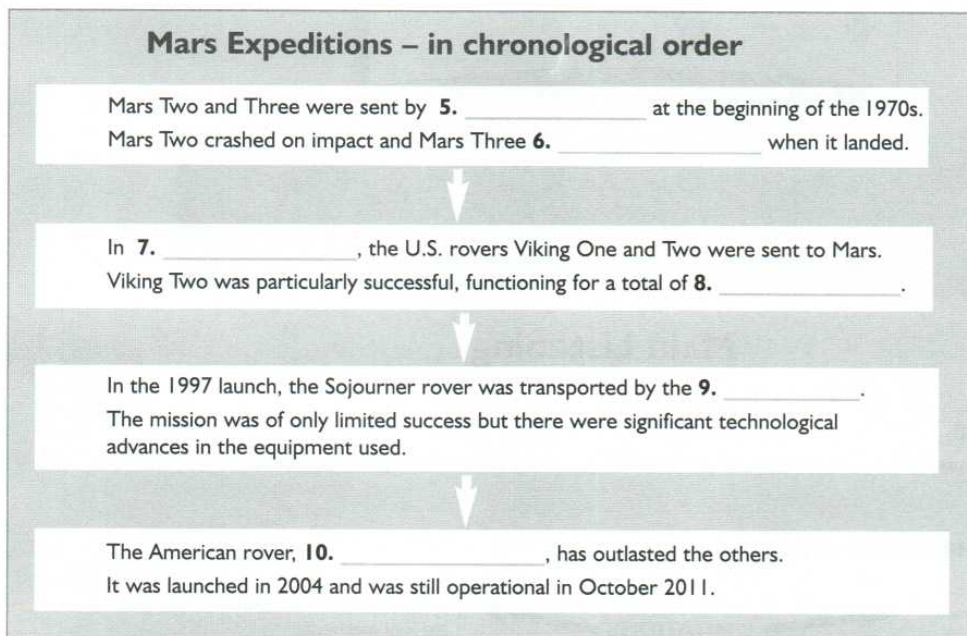 Mars Expeditions – in chronological order
Mars Two and Three were sent by 5. ____________ at the beginning of the 1970s.
Mars Two crashed on impact and Mars Three 6. ____________ when it landed.
In 7. ____________, the U.S. rovers Viking One and Two were sent to Mars.
Viking Two was particularly successful, functioning for a total of 8. ____________.
In the 1997 launch, the Sojourner rover was transported by the 9. ____________.
The mission was of only limited success but there were significant technological
advances in the equipment used.
The American rover, 10. ____________, has outlasted the others.
It was launched in 2004 and was still operational in October 2011.